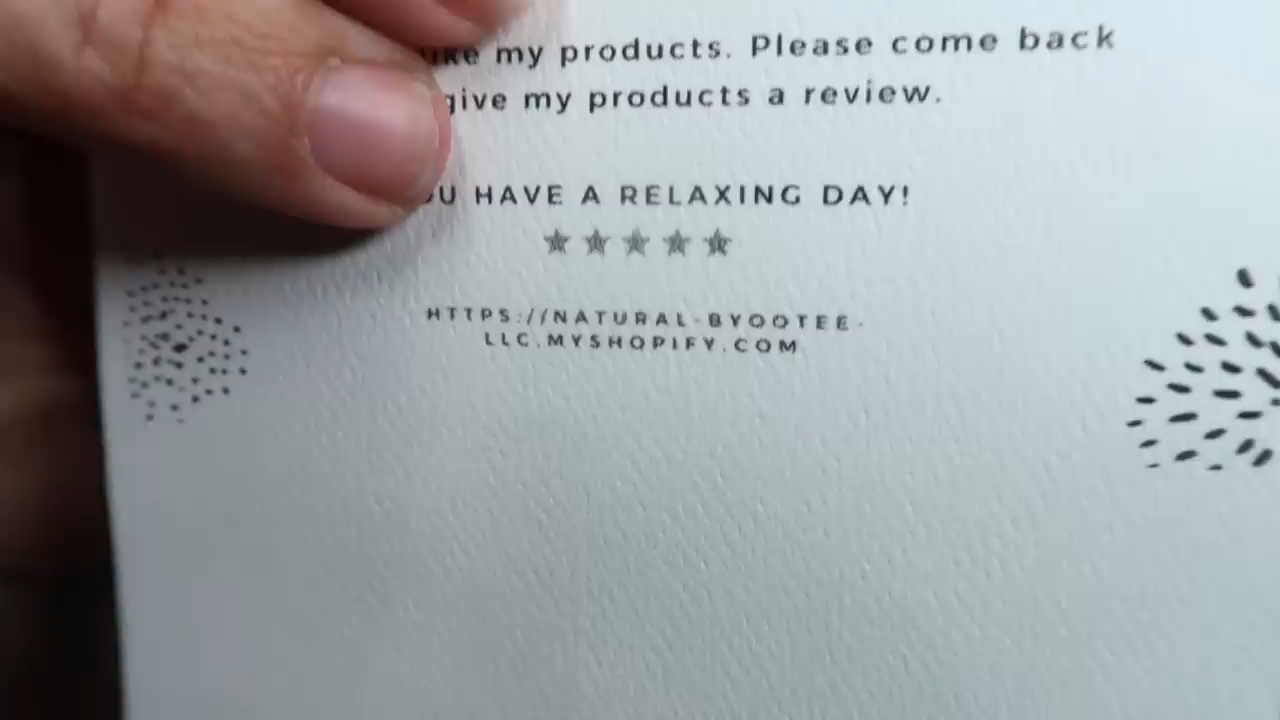 my products. Please come back
give my products a review.
HAVE A RELAXING DAY!
HTTPS://NATURAL-BYOOTEE-
LLC.MYSHOPIFY.COM